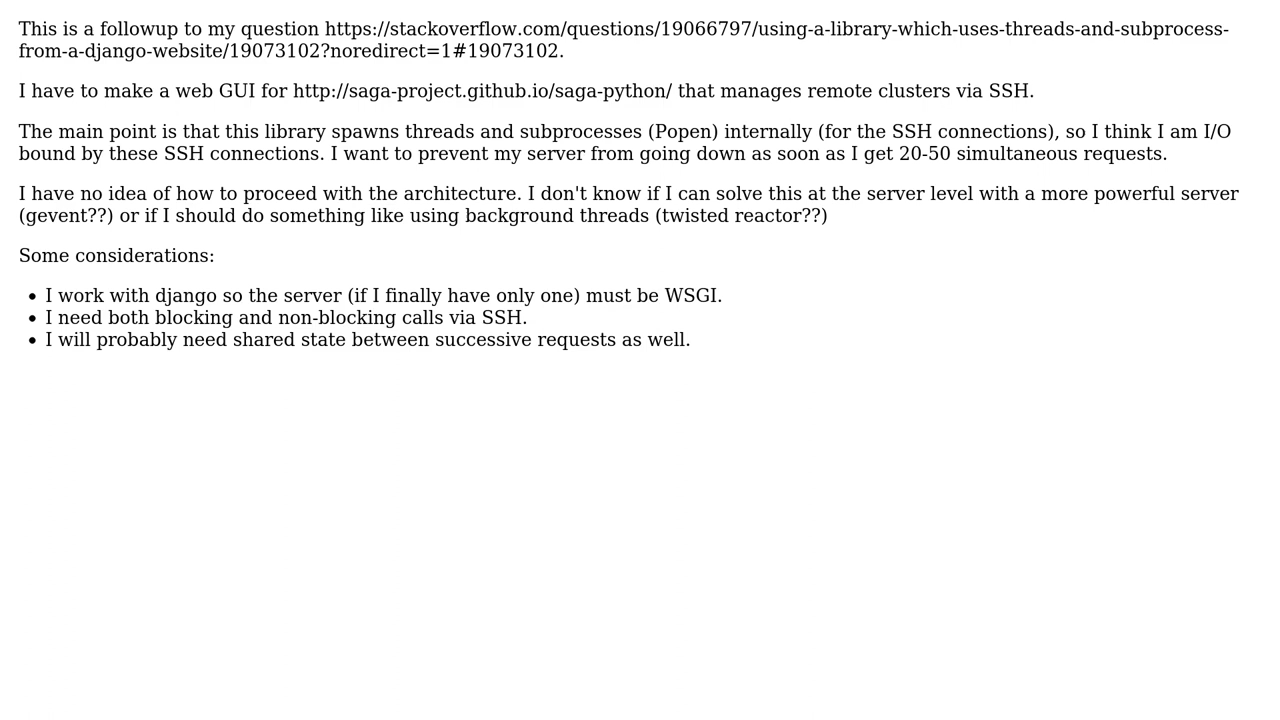 This is a followup to my question https://stackoverflow.com/questions/19066797/using-a-library-which-uses-threads-and-subprocess-
from-a-django-website/19073102?noredirect=1#19073102.
I have to make a web GUI for http://saga-project.github.io/saga-python/ that manages remote clusters via SSH.
The main point is that this library spawns threads and subprocesses (Popen) internally (for the SSH connections), so I think I am I/O
bound by these SSH connections. I want to prevent my server from going down as soon as I get 20-50 simultaneous requests.
I have no idea of how to proceed with the architecture. I don't know if I can solve this at the server level with a more powerful server
(gevent??) or if I should do something like using background threads (twisted reactor??)
Some considerations:
• I work with django so the server (if I finally have only one) must be WSGI.
• I need both blocking and non-blocking calls via SSH.
• I will probably need shared state between successive requests as well.